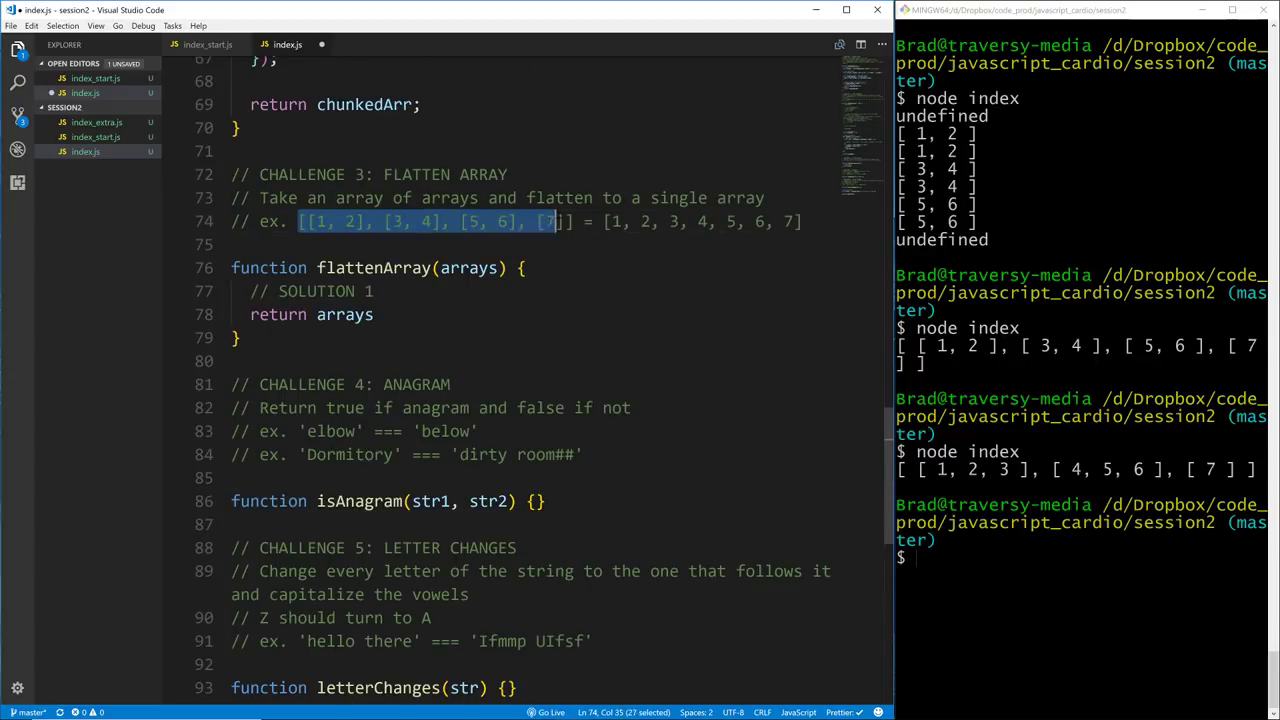 index.js - session2 - Visual Studio Code
File Edit Selection View Go Debug Tasks Help
EXPLORER
OPEN EDITORS 1 UNSAVED
index_start.js U
index.js U
SESSION2
index_extra.js U
index_start.js U
index.js U
index_start.js index.js
67 });
68
69 return chunkedArr;
70 }
71
72 CHALLENGE 3: FLATTEN ARRAY
73 Take an array of arrays and flatten to a single array
74 // ex. [[1, 2], [3, 4], [5, 6], [7]] = [1, 2, 3, 4, 5, 6, 7]
75
76 function flattenArray(arrays) {
77 // SOLUTION 1
78 return arrays
79 }
80
81 // CHALLENGE 4: ANAGRAM
82 // Return true if anagram and false if not
83 // ex. 'elbow' === 'below'
84 // ex. 'Dormitory' === 'dirty room##'
85
86 function isAnagram(str1, str2) {}
87
88 // CHALLENGE 5: LETTER CHANGES
89 // Change every letter of the string to the one that follows it
and capitalize the vowels
90 // Z should turn to A
91 // ex. 'hello there' === 'Ifmmp UIfsf'
92
93 function letterChanges(str) {}
master* 0 0 Go Live Ln 74, Col 35 (27 selected) Spaces: 2 UTF-8 CRLF JavaScript Prettier: ✓
MINGW64:/d/Dropbox/code_prod/javascript_cardio/session2
Brad@traversy-media /d/Dropbox/code_
prod/javascript_cardio/session2 (mas
ter)
$ node index
undefined
[ 1, 2 ]
[ 1, 2 ]
[ 3, 4 ]
[ 3, 4 ]
[ 5, 6 ]
[ 5, 6 ]
undefined
Brad@traversy-media /d/Dropbox/code_
prod/javascript_cardio/session2 (mas
ter)
$ node index
[ [ 1, 2 ], [ 3, 4 ], [ 5, 6 ], [ 7
] ]
Brad@traversy-media /d/Dropbox/code_
prod/javascript_cardio/session2 (mas
ter)
$ node index
[ [ 1, 2, 3 ], [ 4, 5, 6 ], [ 7 ] ]
Brad@traversy-media /d/Dropbox/code_
prod/javascript_cardio/session2 (mas
ter)
$